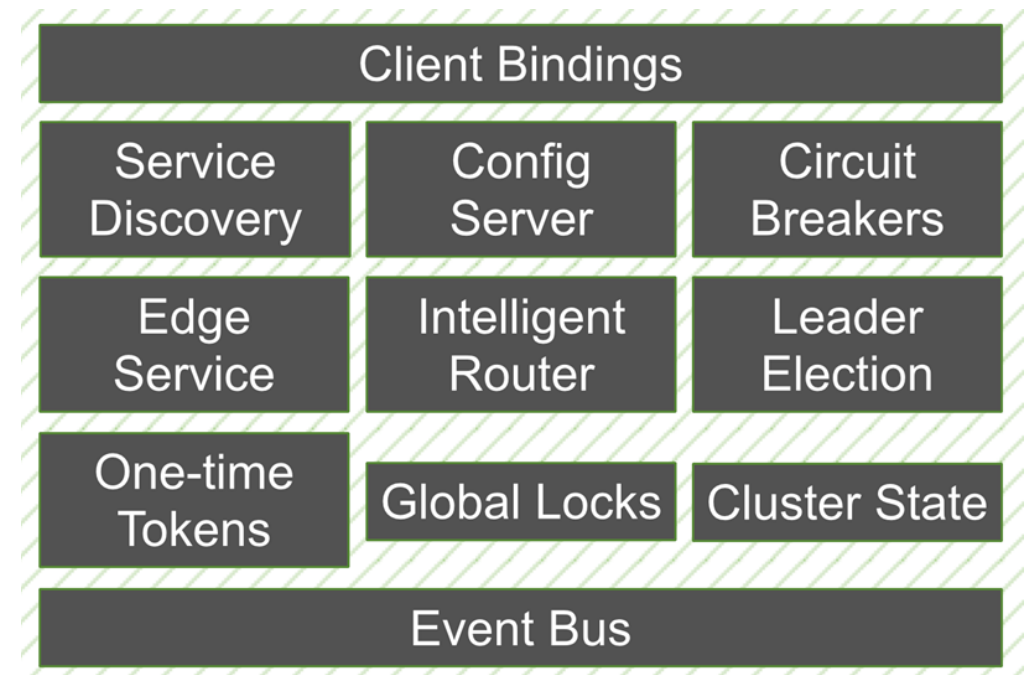 Client Bindings
Service
Discovery
Config
Server
Circuit
Breakers
Edge
Service
Intelligent
Router
Leader
Election
One-time
Tokens
Global Locks
Cluster State
Event Bus